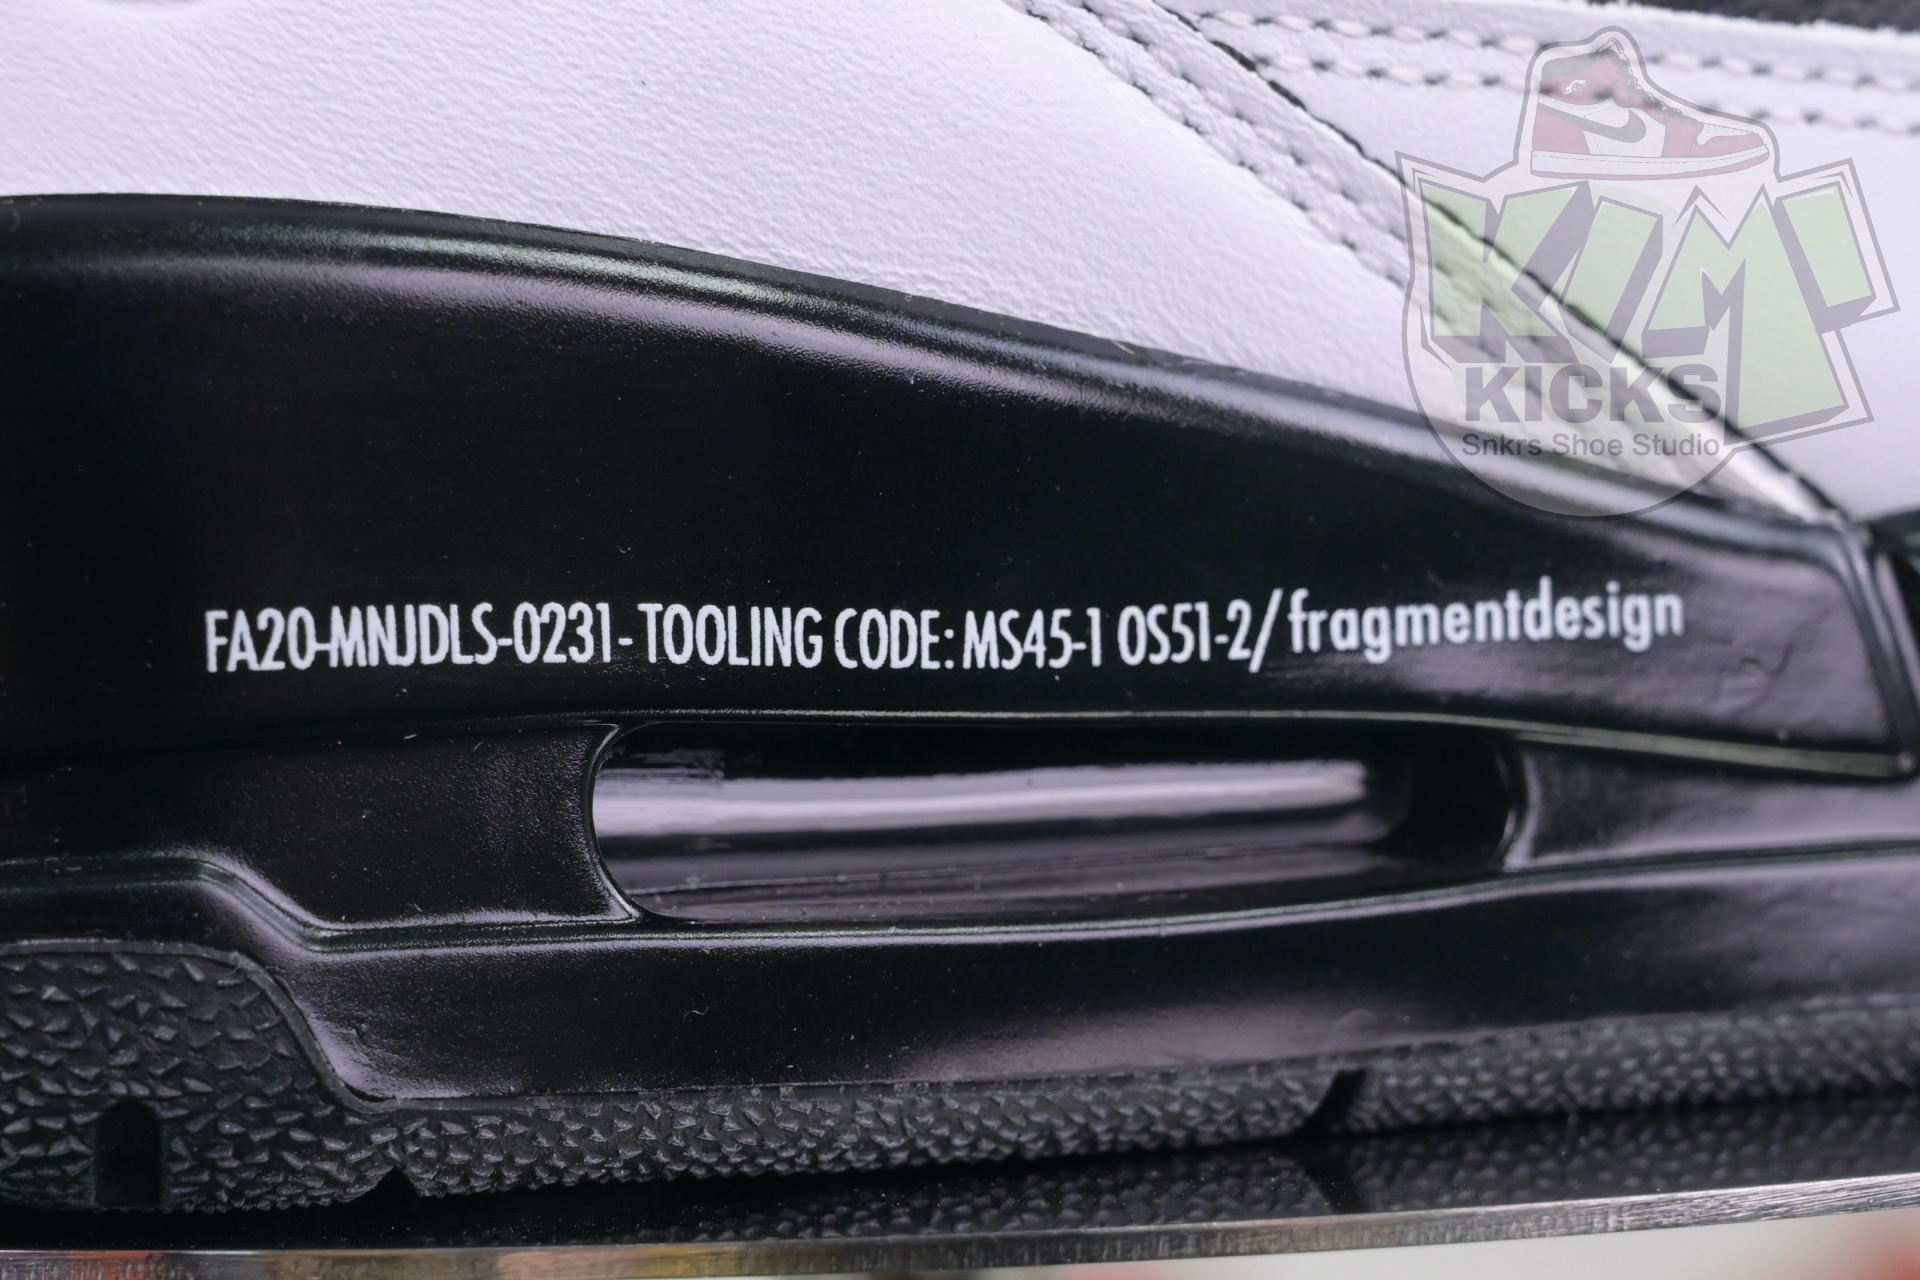 KIM'
KICKS
Snkrs Shoe Studio
FA20-MNJDLS-0231- TOOLING CODE: MS45-1 OS51-2/fragmentdesign